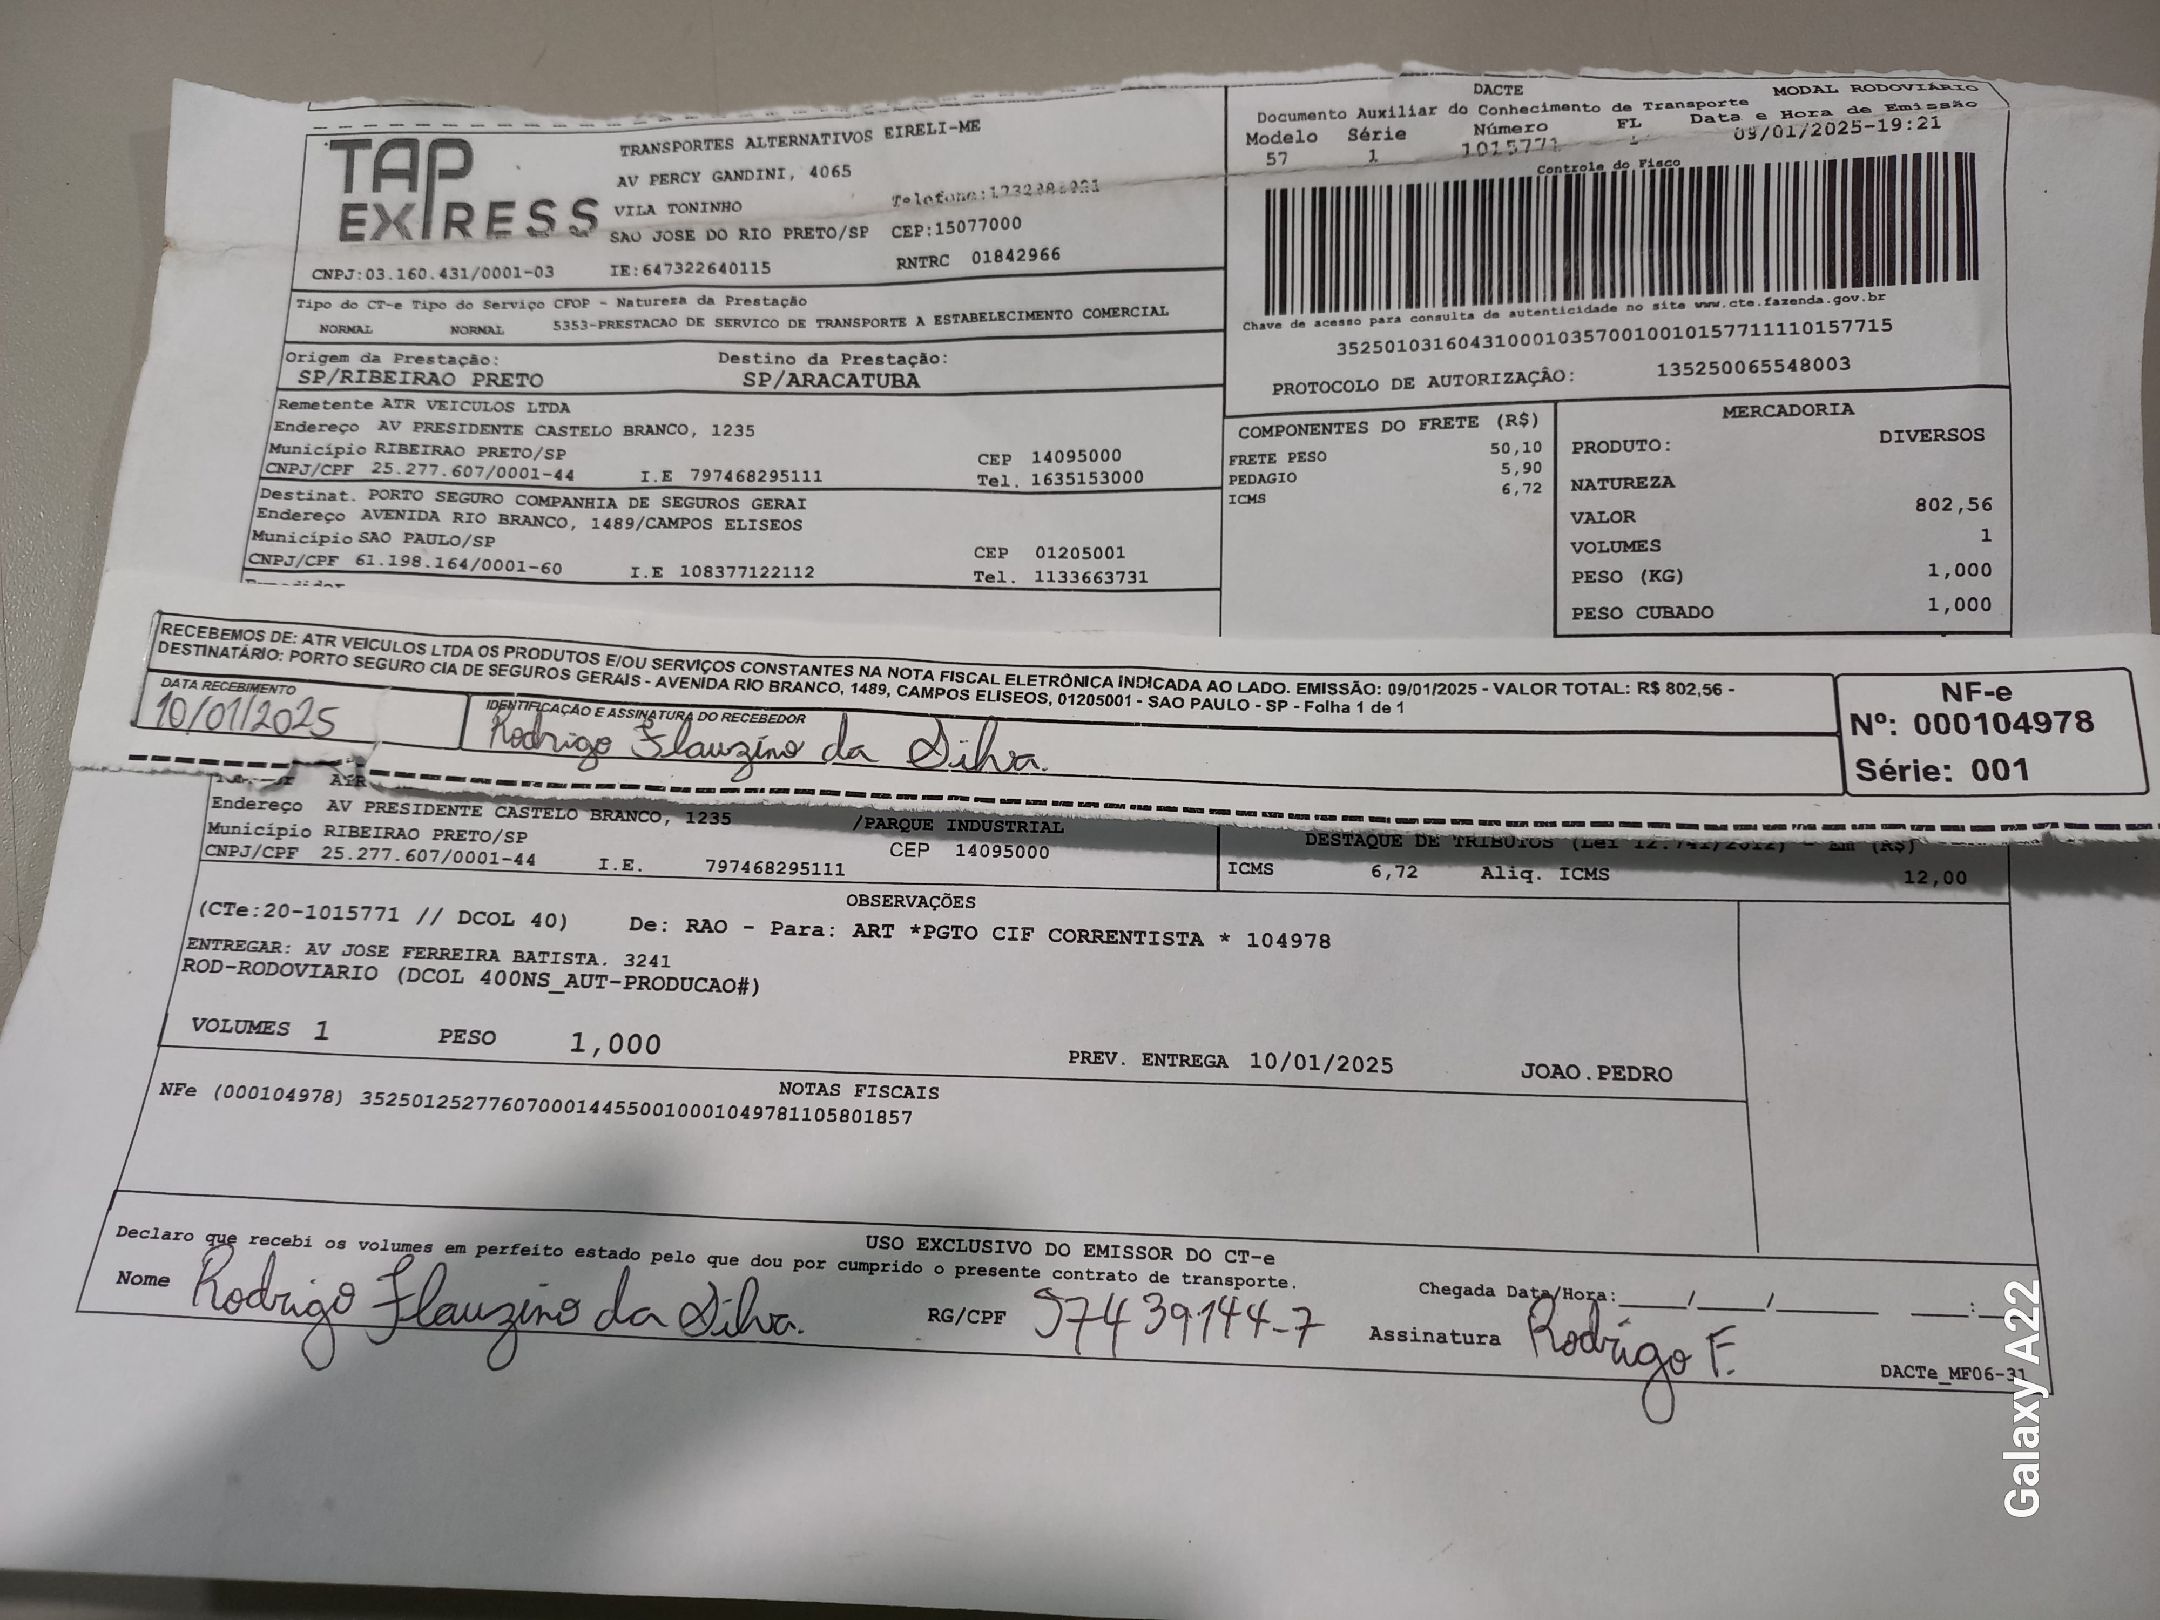 TAP EXPRESS
TRANSPORTES ALTERNATIVOS EIRELI-ME
AV PERCY GANDINI, 4065
VILA TONINHO Telefone:
SAO JOSE DO RIO PRETO/SP CEP:15077000
CNPJ:03.160.431/0001-03 IE:647322640115 RNTRC 01842966
DACTE MODAL RODOVIÁRIO
Documento Auxiliar do Conhecimento de Transporte
Modelo Série Número FL Data e Hora de Emissão
57 1 1015771 1 09/01/2025-19:21
Controle do Fisco
Chave de acesso para consulta de autenticidade no site www.cte.fazenda.gov.br
35250103160431000103570010010157711110157715
PROTOCOLO DE AUTORIZAÇÃO: 135250065548003
Tipo do CT-e Tipo do Serviço CFOP - Natureza da Prestação
NORMAL NORMAL 5353-PRESTACAO DE SERVICO DE TRANSPORTE A ESTABELECIMENTO COMERCIAL
Origem da Prestação: Destino da Prestação:
SP/RIBEIRAO PRETO SP/ARACATUBA
Remetente ATR VEICULOS LTDA
Endereço AV PRESIDENTE CASTELO BRANCO, 1235
Município RIBEIRAO PRETO/SP CEP 14095000
CNPJ/CPF 25.277.607/0001-44 I.E 797468295111 Tel. 1635153000
Destinat. PORTO SEGURO COMPANHIA DE SEGUROS GERAI
Endereço AVENIDA RIO BRANCO, 1489/CAMPOS ELISEOS
Município SAO PAULO/SP CEP 01205001
CNPJ/CPF 61.198.164/0001-60 I.E 108377122112 Tel. 1133663731
COMPONENTES DO FRETE (R$)
FRETE PESO 50,10
PEDAGIO 5,90
ICMS 6,72
MERCADORIA
PRODUTO: DIVERSOS
NATUREZA
VALOR 802,56
VOLUMES 1
PESO (KG) 1,000
PESO CUBADO 1,000
RECEBEMOS DE: ATR VEICULOS LTDA OS PRODUTOS E/OU SERVIÇOS CONSTANTES NA NOTA FISCAL ELETRÔNICA INDICADA AO LADO. EMISSÃO: 09/01/2025 - VALOR TOTAL: R$ 802,56 -
DESTINATÁRIO: PORTO SEGURO CIA DE SEGUROS GERAIS - AVENIDA RIO BRANCO, 1489, CAMPOS ELISEOS, 01205001 - SAO PAULO - SP - Folha 1 de 1
DATA RECEBIMENTO IDENTIFICAÇÃO E ASSINATURA DO RECEBEDOR
10/01/2025 Rodrigo Flauzino da Silva.
NF-e
Nº: 000104978
Série: 001
ATR
Endereço AV PRESIDENTE CASTELO BRANCO, 1235 /PARQUE INDUSTRIAL
Município RIBEIRAO PRETO/SP CEP 14095000
CNPJ/CPF 25.277.607/0001-44 I.E. 797468295111
DESTAQUE DE TRIBUTOS (Lei 12.741/2012) - Em (R$)
ICMS 6,72 Aliq. ICMS 12,00
OBSERVAÇÕES
(CTe:20-1015771 // DCOL 40) De: RAO - Para: ART *PGTO CIF CORRENTISTA * 104978
ENTREGAR: AV JOSE FERREIRA BATISTA. 3241
ROD-RODOVIARIO (DCOL 400NS_AUT-PRODUCAO#)
VOLUMES 1 PESO 1,000 PREV. ENTREGA 10/01/2025 JOAO.PEDRO
NOTAS FISCAIS
NFe (000104978) 35250125277607000144550010001049781105801857
USO EXCLUSIVO DO EMISSOR DO CT-e
Declaro que recebi os volumes em perfeito estado pelo que dou por cumprido o presente contrato de transporte.
Chegada Data/Hora:____/____/______ ___:__
Nome Rodrigo Flauzino da Silva. RG/CPF 57439144-7 Assinatura Rodrigo F.
DACTe_MF06-31
Galaxy A22